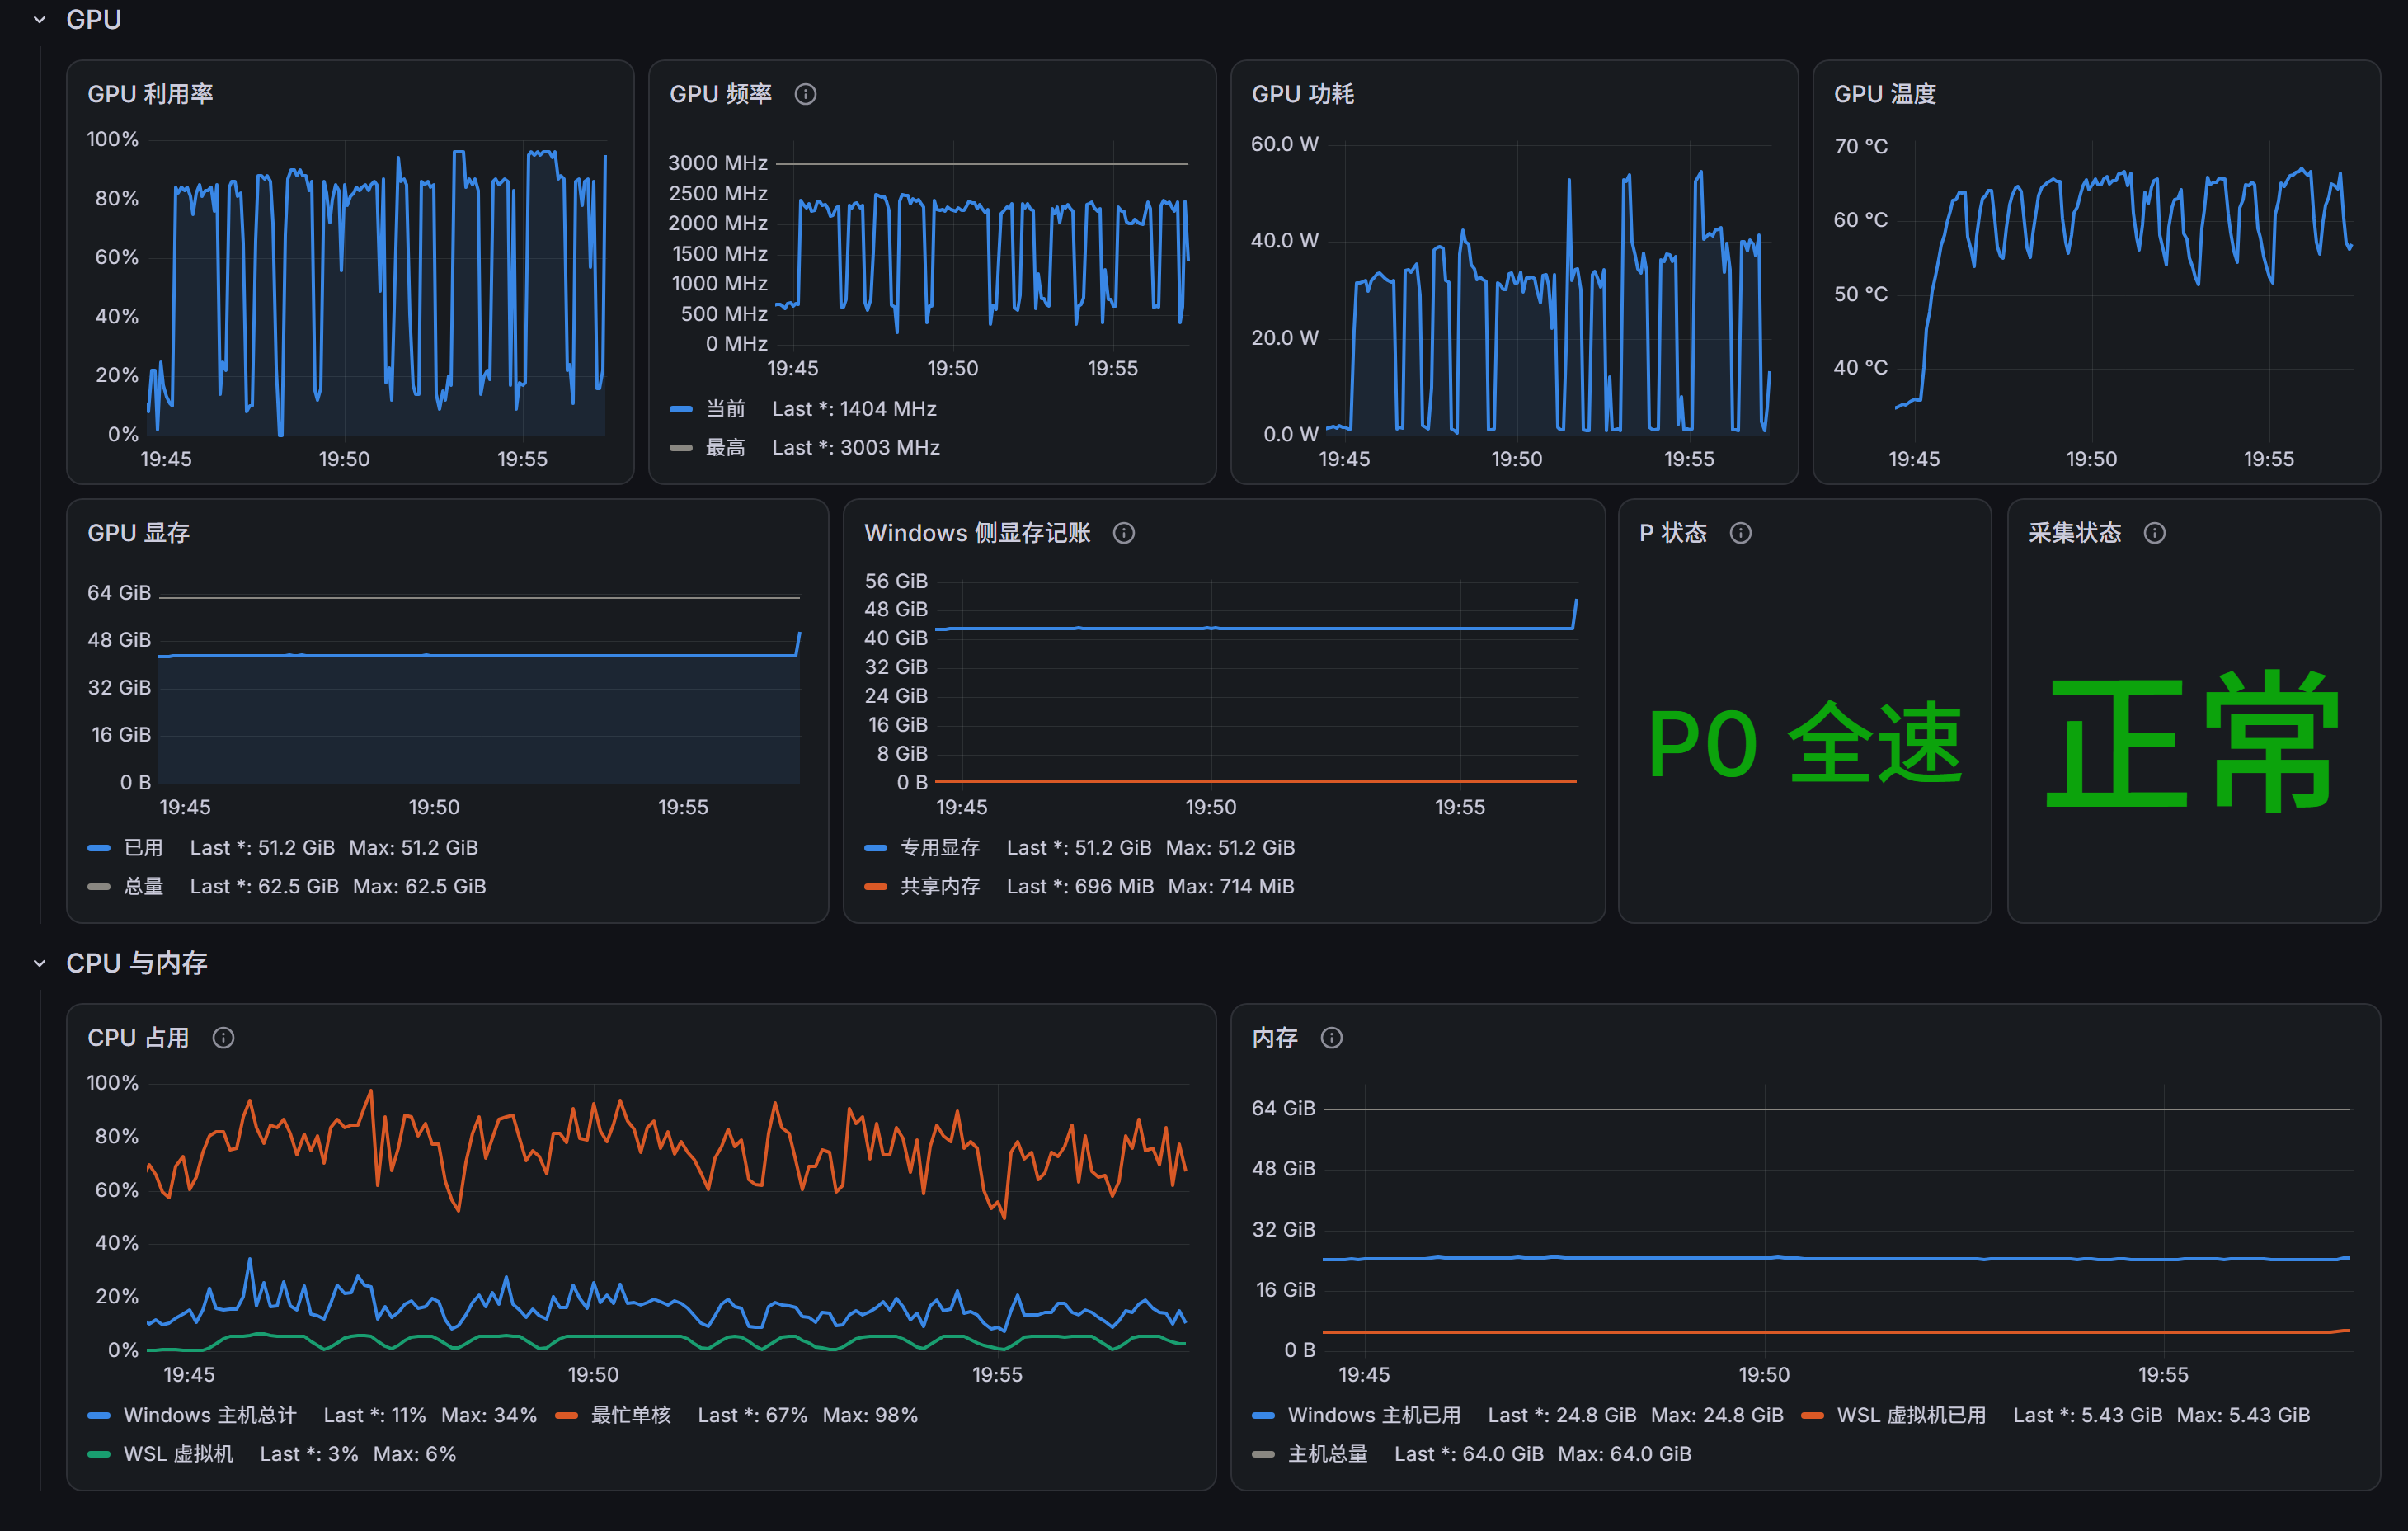 GPU
GPU 利用率
100%
80%
60%
40%
20%
0%
19:45 19:50 19:55
GPU 频率
3000 MHz
2500 MHz
2000 MHz
1500 MHz
1000 MHz
500 MHz
0 MHz
19:45 19:50 19:55
当前 Last *: 1404 MHz
最高 Last *: 3003 MHz
GPU 功耗
60.0 W
40.0 W
20.0 W
0.0 W
19:45 19:50 19:55
GPU 温度
70 °C
60 °C
50 °C
40 °C
19:45 19:50 19:55
GPU 显存
64 GiB
48 GiB
32 GiB
16 GiB
0 B
19:45 19:50 19:55
已用 Last *: 51.2 GiB Max: 51.2 GiB
总量 Last *: 62.5 GiB Max: 62.5 GiB
Windows 侧显存记账
56 GiB
48 GiB
40 GiB
32 GiB
24 GiB
16 GiB
8 GiB
0 B
19:45 19:50 19:55
专用显存 Last *: 51.2 GiB Max: 51.2 GiB
共享内存 Last *: 696 MiB Max: 714 MiB
P 状态
P0 全速
采集状态
正常
CPU 与内存
CPU 占用
100%
80%
60%
40%
20%
0%
19:45 19:50 19:55
Windows 主机总计 Last *: 11% Max: 34% 最忙单核 Last *: 67% Max: 98%
WSL 虚拟机 Last *: 3% Max: 6%
内存
64 GiB
48 GiB
32 GiB
16 GiB
0 B
19:45 19:50 19:55
Windows 主机已用 Last *: 24.8 GiB Max: 24.8 GiB WSL 虚拟机已用 Last *: 5.43 GiB Max: 5.43 GiB
主机总量 Last *: 64.0 GiB Max: 64.0 GiB